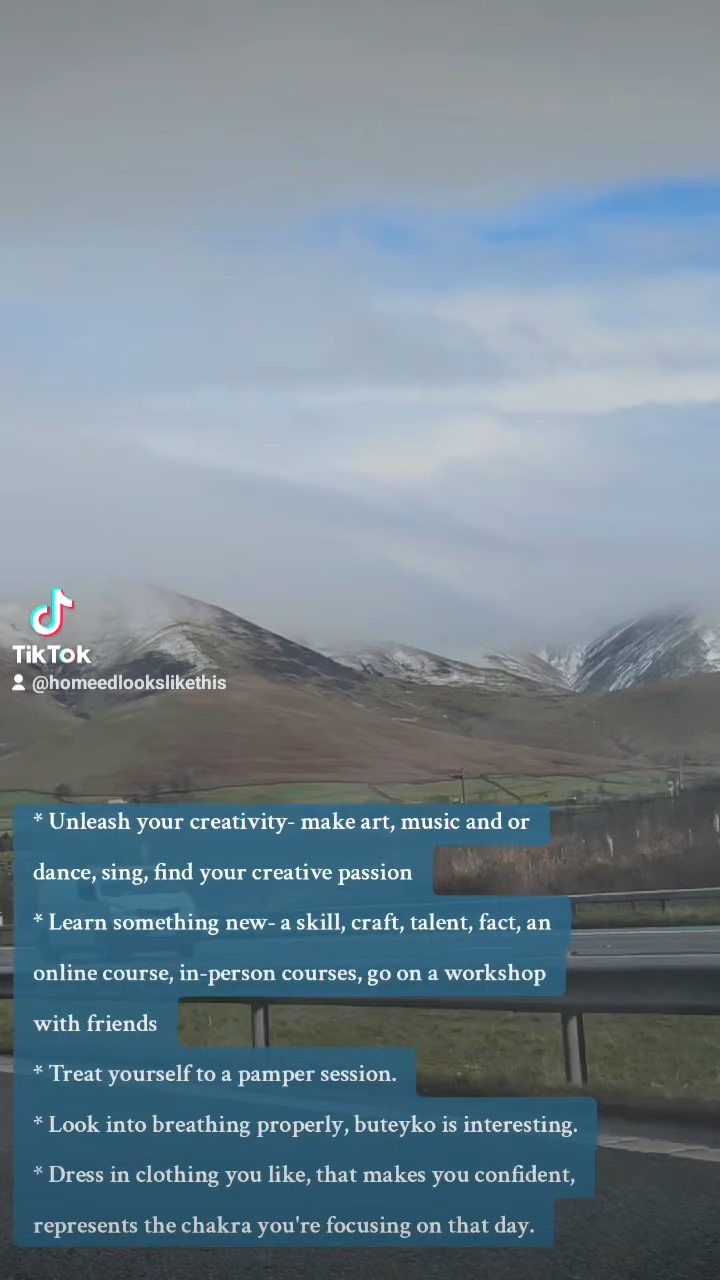 TikTok
@homeedlookslikethis
* Unleash your creativity- make art, music and or
dance, sing, find your creative passion
* Learn something new- a skill, craft, talent, fact, an
online course, in-person courses, go on a workshop
with friends
* Treat yourself to a pamper session.
* Look into breathing properly, buteyko is interesting.
* Dress in clothing you like, that makes you confident,
represents the chakra you're focusing on that day.